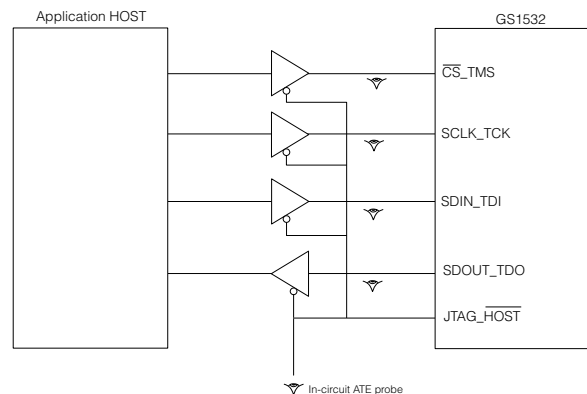 Application HOST
GS1532
CS_TMS
SCLK_TCK
SDIN_TDI
SDOUT_TDO
JTAG_HOST
In-circuit ATE probe